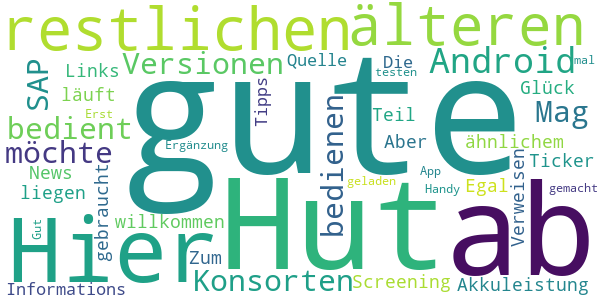 restlichen älteren
SAP Links Versionen Quelle Die Android mal
testen
läuft Tipps Glück
bedient Erst gute bedienen Teil Mag
möchte Ergänzung Aber ähnlichem
News gebraucht Verweisen Ticker
liegen Hier Hut geladen App Egal ab
Handy gemacht
Gut willkommen
Zum
Informations Konsorten Screening Akkuleistung